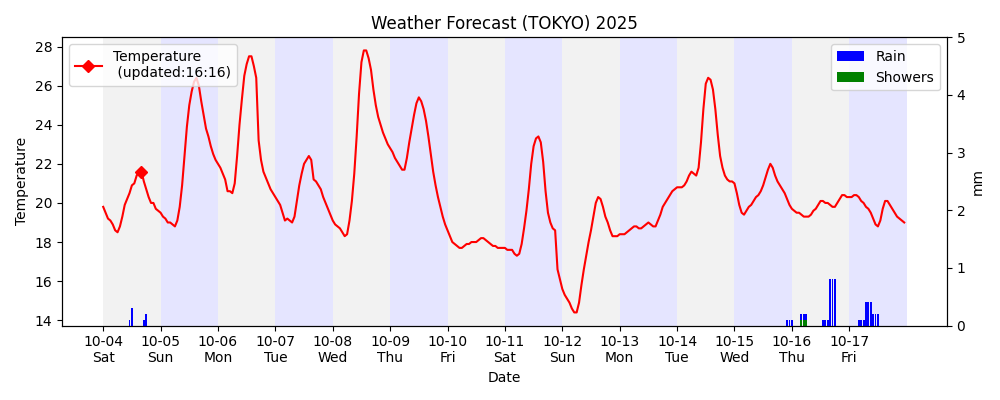 Weather Forecast (TOKYO) 2025
Temperature
(updated:16:16)
Rain
Showers
28
26
24
22
20
18
16
14
Temperature
5
4
3
2
1
0
mm
10-04 10-05 10-06 10-07 10-08 10-09 10-10 10-11 10-12 10-13 10-14 10-15 10-16 10-17
Sat Sun Mon Tue Wed Thu Fri Sat Sun Mon Tue Wed Thu Fri
Date